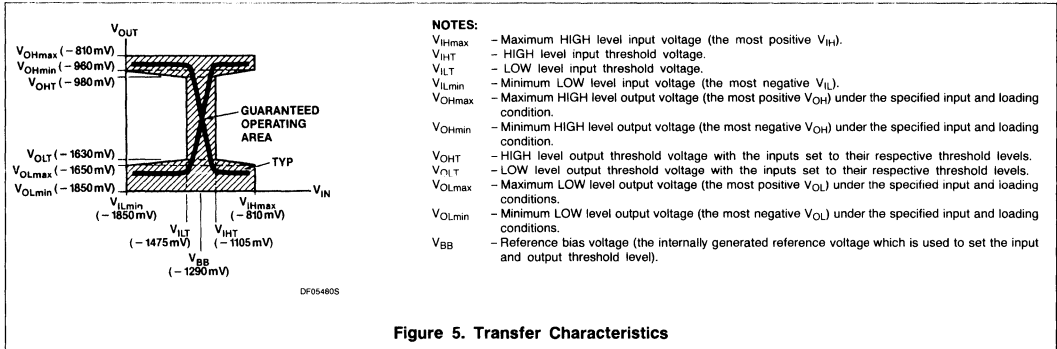 VOUT
VOHmax (− 810 mV)
VOHmin (− 960 mV)
VOHT (− 980 mV)
GUARANTEED
OPERATING
AREA
VOLT (− 1630 mV)
TYP
VOLmax (− 1650 mV)
VOLmin (− 1850 mV)
VIN
VILmin
(− 1850 mV)
VIHmax
(− 810 mV)
VILT
(− 1475 mV)
VIHT
(− 1105 mV)
VBB
(− 1290 mV)
DF05480S
NOTES:
VIHmax – Maximum HIGH level input voltage (the most positive VIH).
VIHT - HIGH level input threshold voltage.
VILT - LOW level input threshold voltage.
VILmin – Minimum LOW level input voltage (the most negative VIL).
VOHmax – Maximum HIGH level output voltage (the most positive VOH) under the specified input and loading
condition.
VOHmin – Minimum HIGH level output voltage (the most negative VOH) under the specified input and loading
condition.
VOHT – HIGH level output threshold voltage with the inputs set to their respective threshold levels.
VOLT – LOW level output threshold voltage with the inputs set to their respective threshold levels.
VOLmax – Maximum LOW level output voltage (the most positive VOL) under the specified input and loading
conditions.
VOLmin – Minimum LOW level output voltage (the most negative VOL) under the specified input and loading
conditions.
VBB – Reference bias voltage (the internally generated reference voltage which is used to set the input
and output threshold level).
Figure 5. Transfer Characteristics